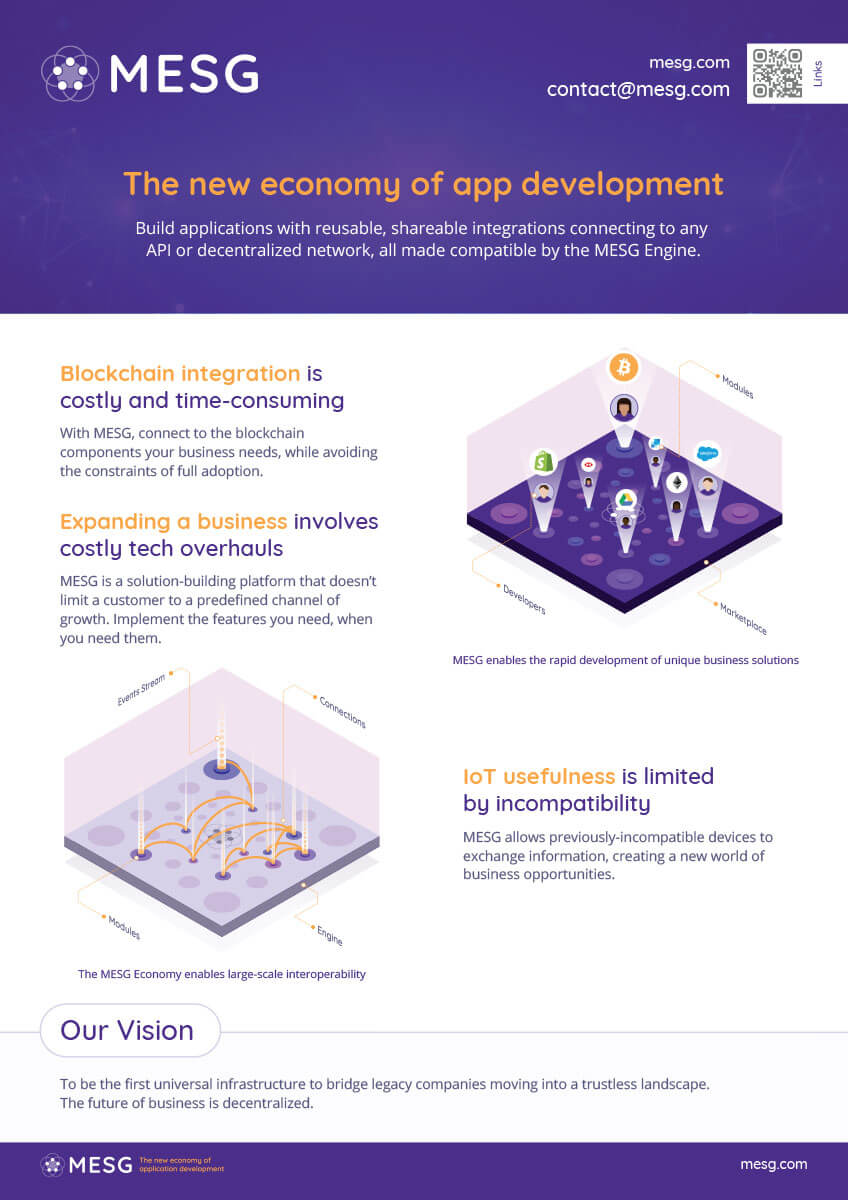 MESG
mesg.com
contact@mesg.com
Links
The new economy of app development
Build applications with reusable, shareable integrations connecting to any
API or decentralized network, all made compatible by the MESG Engine.
Blockchain integration is
costly and time-consuming
With MESG, connect to the blockchain
components your business needs, while avoiding
the constraints of full adoption.
Expanding a business involves
costly tech overhauls
MESG is a solution-building platform that doesn't
limit a customer to a predefined channel of
growth. Implement the features you need, when
you need them.
Modules
Developers
Marketplace
MESG enables the rapid development of unique business solutions
Events Stream
Connections
Modules
Engine
The MESG Economy enables large-scale interoperability
IoT usefulness is limited
by incompatibility
MESG allows previously-incompatible devices to
exchange information, creating a new world of
business opportunities.
Our Vision
To be the first universal infrastructure to bridge legacy companies moving into a trustless landscape.
The future of business is decentralized.
MESG
The new economy of
application development
mesg.com